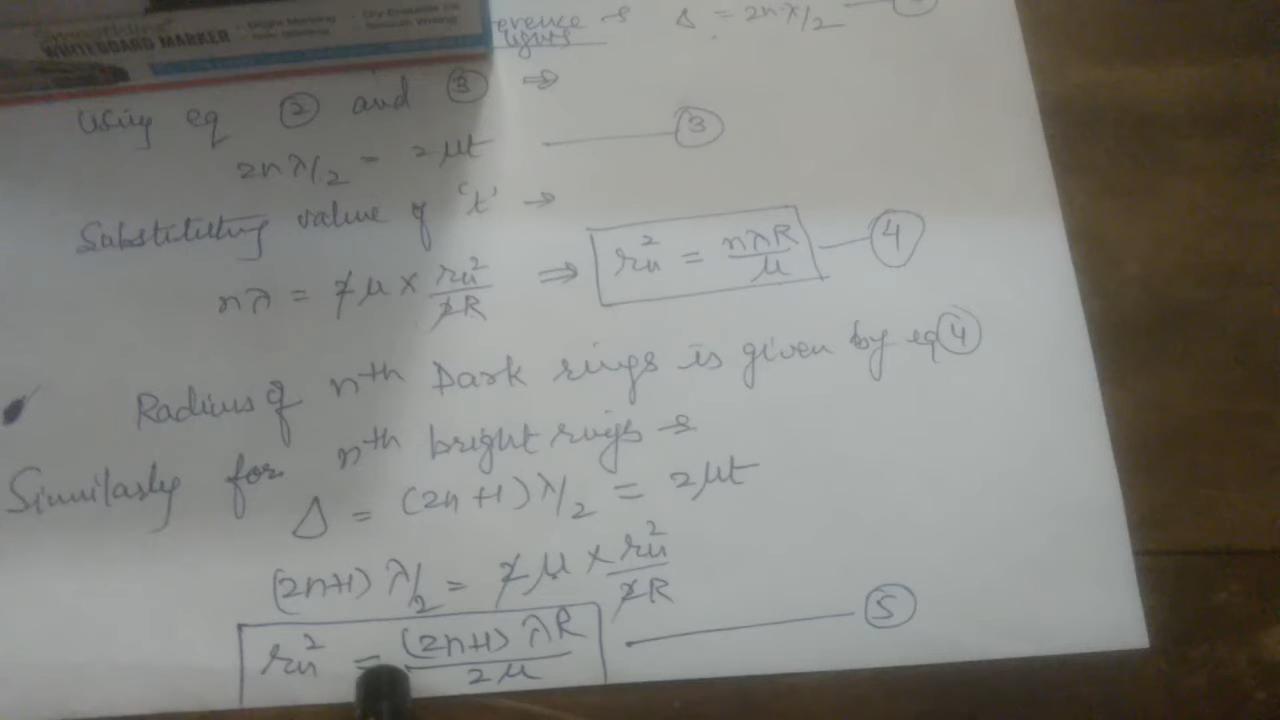 WHITEBOARD MARKER
Δ = 2nλ/2
Using eq ② and ③ ⇒
2nλ/2 = 2μt ——— ③
Substituting value of 't' →
nλ = 2μ × rn²/2R ⇒ rn² = nλR/μ — ④
Radius of nth Dark rings is given by eq ④
Similarly for nth bright rings →
Δ = (2n+1) λ/2 = 2μt
(2n+1) λ/2 = 2μ × rn²/2R
rn² = (2n+1) λR/2μ ——— ⑤